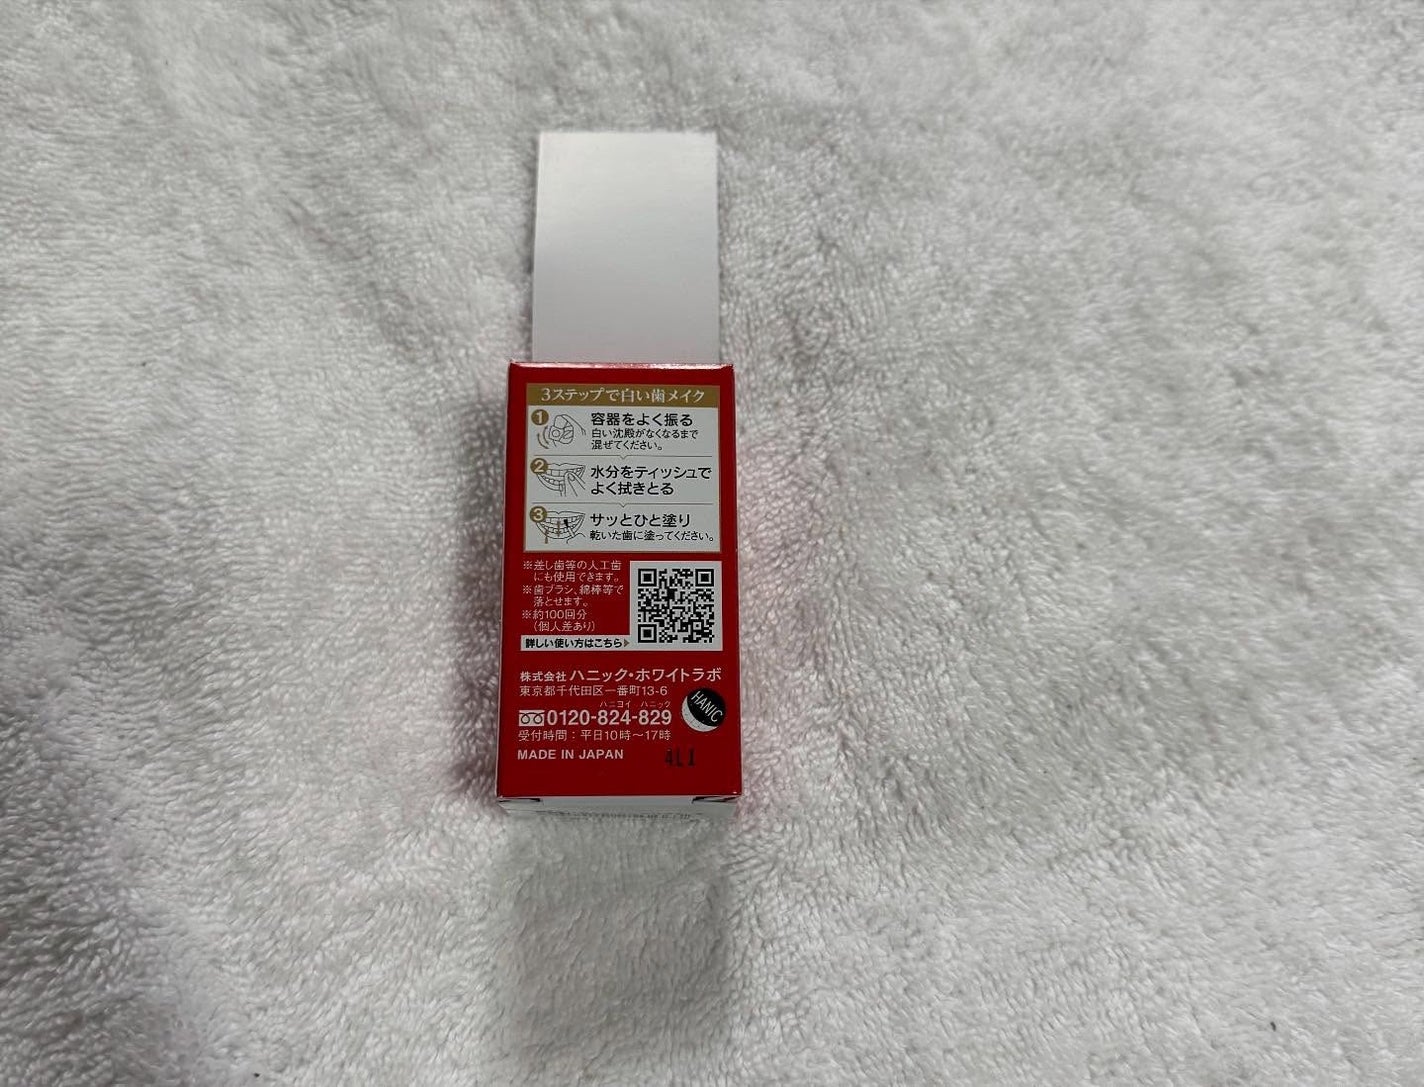 3ステップで白い歯メイク
1 容器をよく振る
白い沈殿がなくなるまで
混ぜてください。
2 水分をティッシュで
よく拭きとる
3 サッとひと塗り
乾いた歯に塗ってください。
※差し歯等の人工歯
にも使用できます。
※歯ブラシ、綿棒等で
落とせます。
※約100回分
(個人差あり)
詳しい使い方はこちら
株式会社 ハニック・ホワイトラボ
東京都千代田区一番町13-6
HANIC
ハニヨイ ハニック
0120-824-829
受付時間：平日10時〜17時
MADE IN JAPAN
4L1